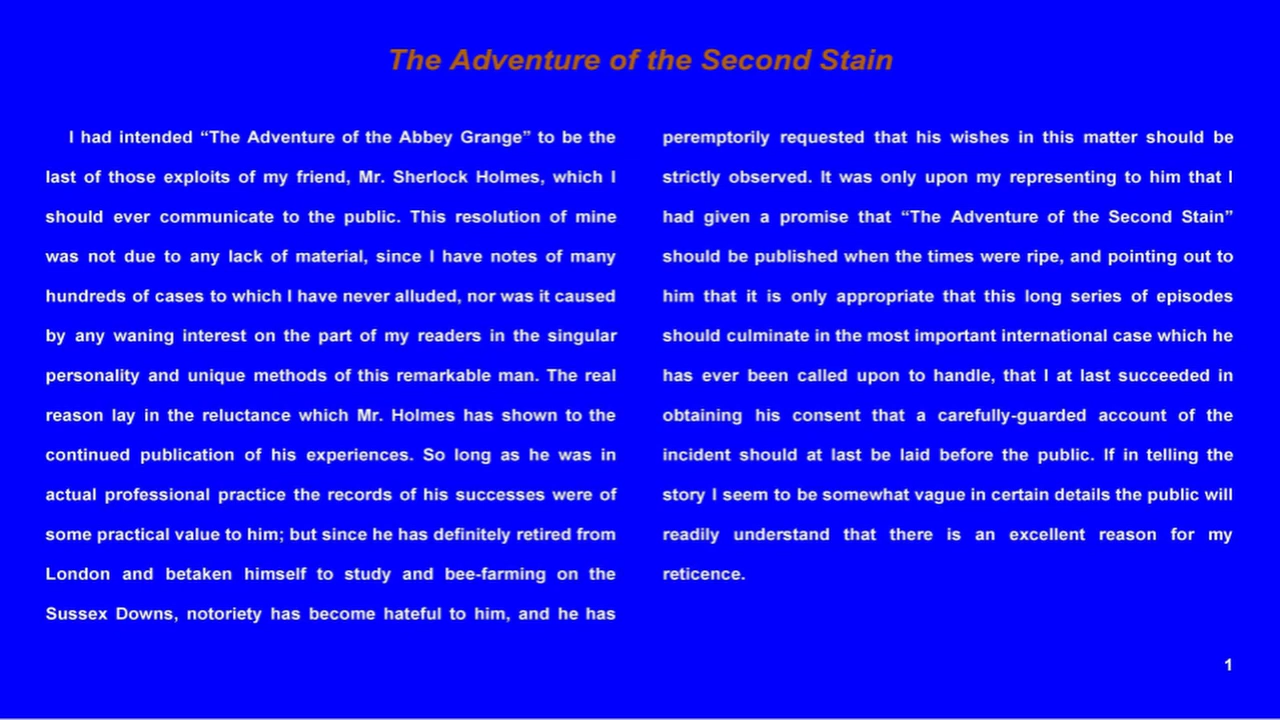 The Adventure of the Second Stain
I had intended “The Adventure of the Abbey Grange” to be the
last of those exploits of my friend, Mr. Sherlock Holmes, which I
should ever communicate to the public. This resolution of mine
was not due to any lack of material, since I have notes of many
hundreds of cases to which I have never alluded, nor was it caused
by any waning interest on the part of my readers in the singular
personality and unique methods of this remarkable man. The real
reason lay in the reluctance which Mr. Holmes has shown to the
continued publication of his experiences. So long as he was in
actual professional practice the records of his successes were of
some practical value to him; but since he has definitely retired from
London and betaken himself to study and bee-farming on the
Sussex Downs, notoriety has become hateful to him, and he has
peremptorily requested that his wishes in this matter should be
strictly observed. It was only upon my representing to him that I
had given a promise that “The Adventure of the Second Stain”
should be published when the times were ripe, and pointing out to
him that it is only appropriate that this long series of episodes
should culminate in the most important international case which he
has ever been called upon to handle, that I at last succeeded in
obtaining his consent that a carefully-guarded account of the
incident should at last be laid before the public. If in telling the
story I seem to be somewhat vague in certain details the public will
readily understand that there is an excellent reason for my
reticence.
1